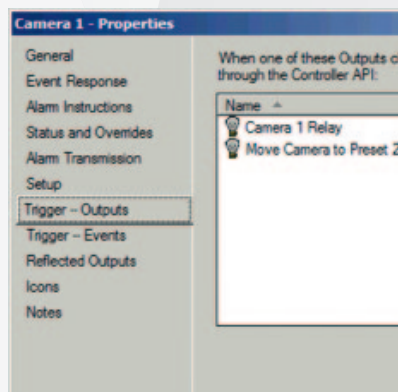 Camera 1 - Properties
General
Event Response
Alarm Instructions
Status and Overrides
Alarm Transmission
Setup
Trigger – Outputs
Trigger – Events
Reflected Outputs
Icons
Notes
When one of these Outputs
through the Controller API:
Name
Camera 1 Relay
Move Camera to Preset 2